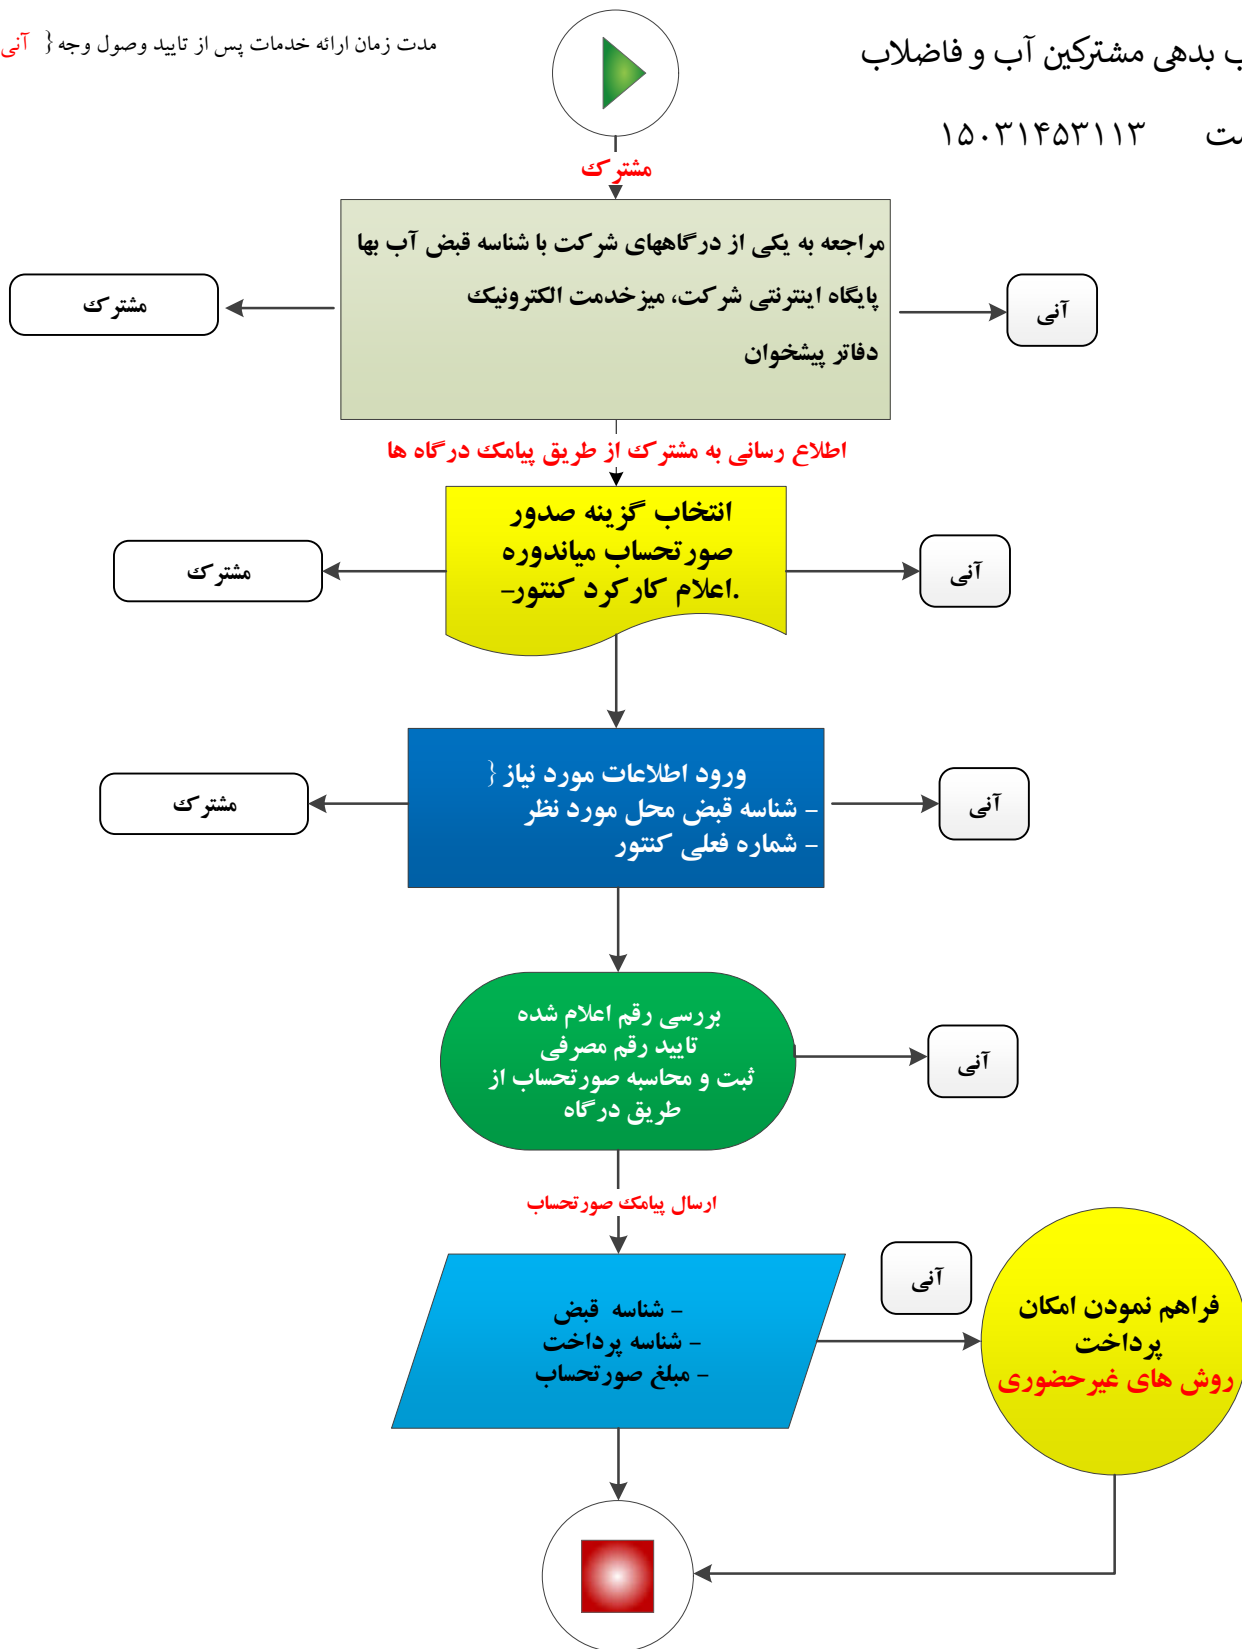 ب بدهی مشترکین آب و فاضلاب
مدت زمان ارائه خدمات پس از تایید وصول وجه { آنی
ت ۱۵۰۳۱۴۵۳۱۱۳
مشترک
مراجعه به یکی از درگاههای شرکت با شناسه قبض آب بها
پایگاه اینترنتی شرکت، میزخدمت الکترونیک
دفاتر پیشخوان
آنی
مشترک
اطلاع رسانی به مشترک از طریق پیامک درگاه ها
انتخاب گزینه صدور
صورتحساب میاندوره
.اعلام کارکرد کنتور-
آنی
مشترک
ورود اطلاعات مورد نیاز {
- شناسه قبض محل مورد نظر
- شماره فعلی کنتور
آنی
مشترک
بررسی رقم اعلام شده
تایید رقم مصرفی
ثبت و محاسبه صورتحساب از
طریق درگاه
آنی
ارسال پیامک صورتحساب
- شناسه قبض
- شناسه پرداخت
- مبلغ صورتحساب
آنی
فراهم نمودن امکان
پرداخت
روش های غیرحضوری